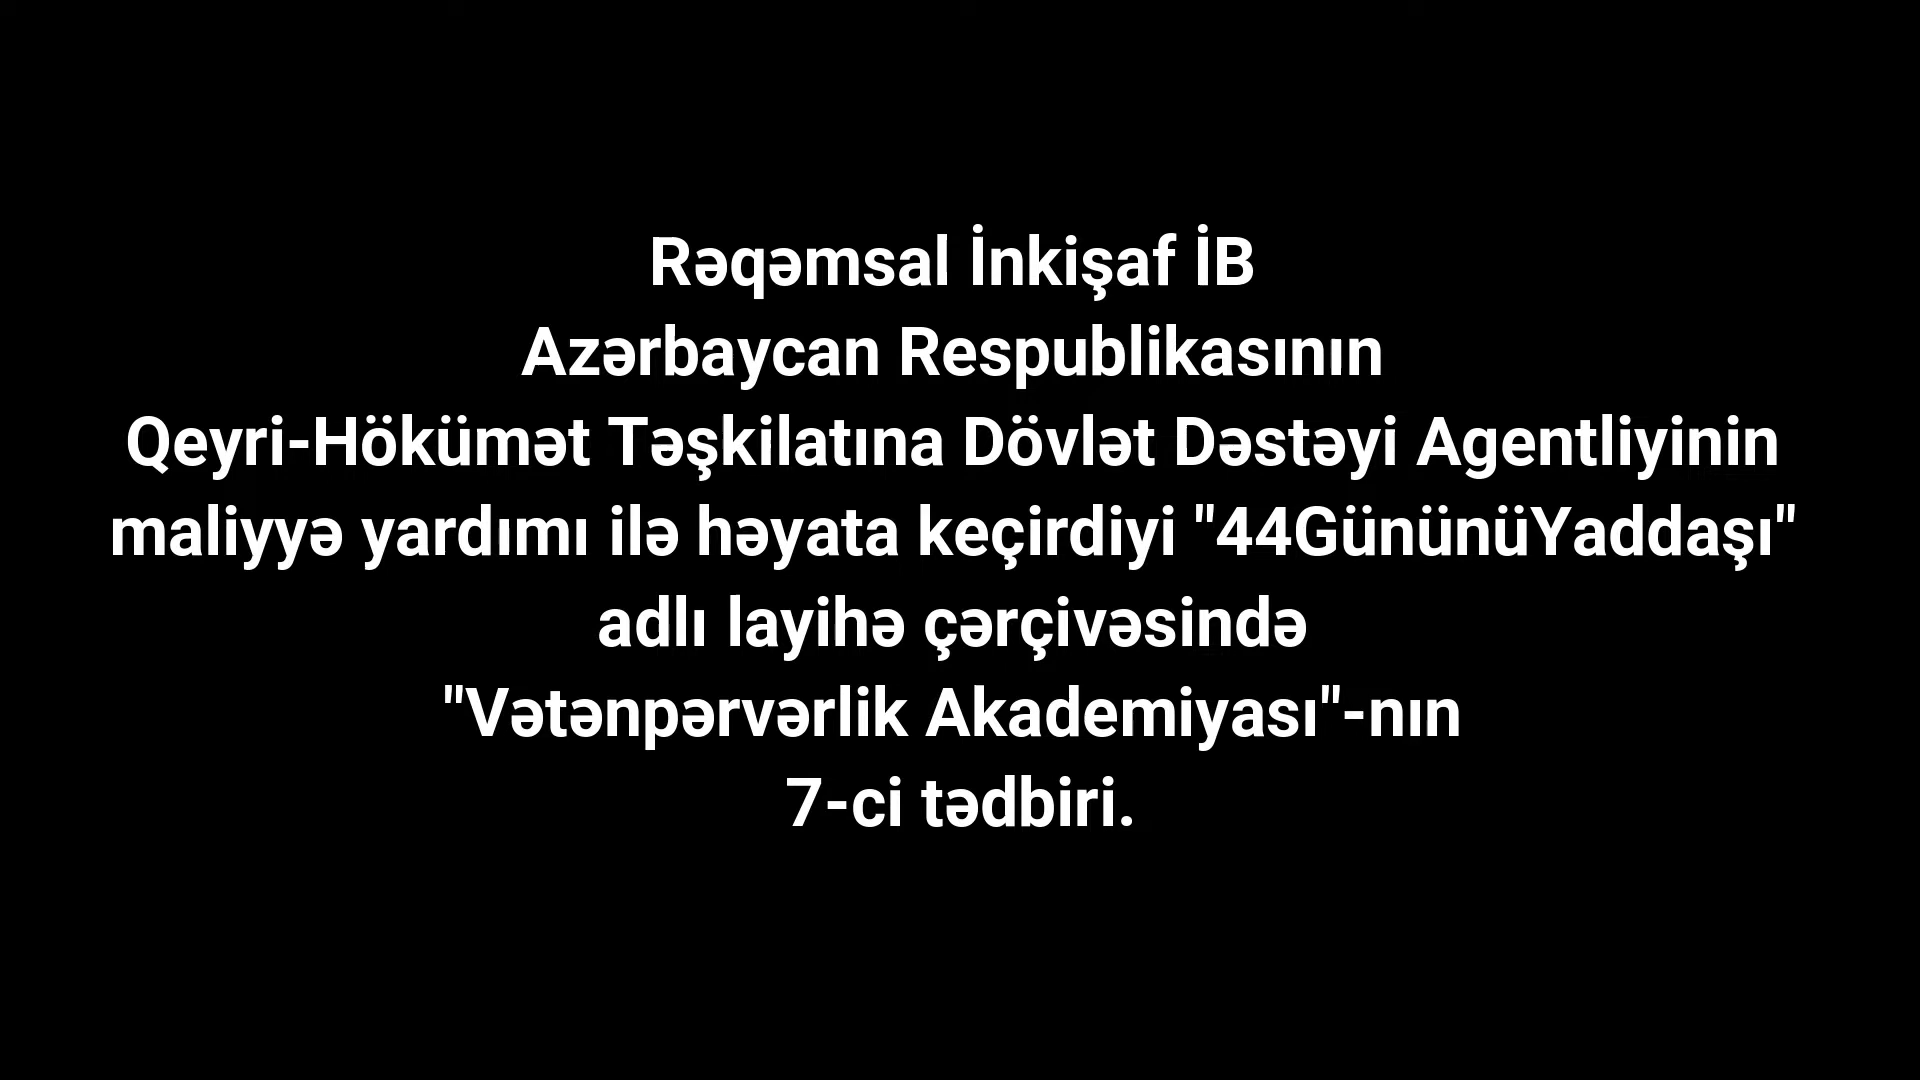 Rəqəmsal İnkişaf İB
Azərbaycan Respublikasının
Qeyri-Hökümət Təşkilatına Dövlət Dəstəyi Agentliyinin
maliyyə yardımı ilə həyata keçirdiyi "44GününüYaddaşı"
adlı layihə çərçivəsində
"Vətənpərvərlik Akademiyası"-nın
7-ci tədbiri.